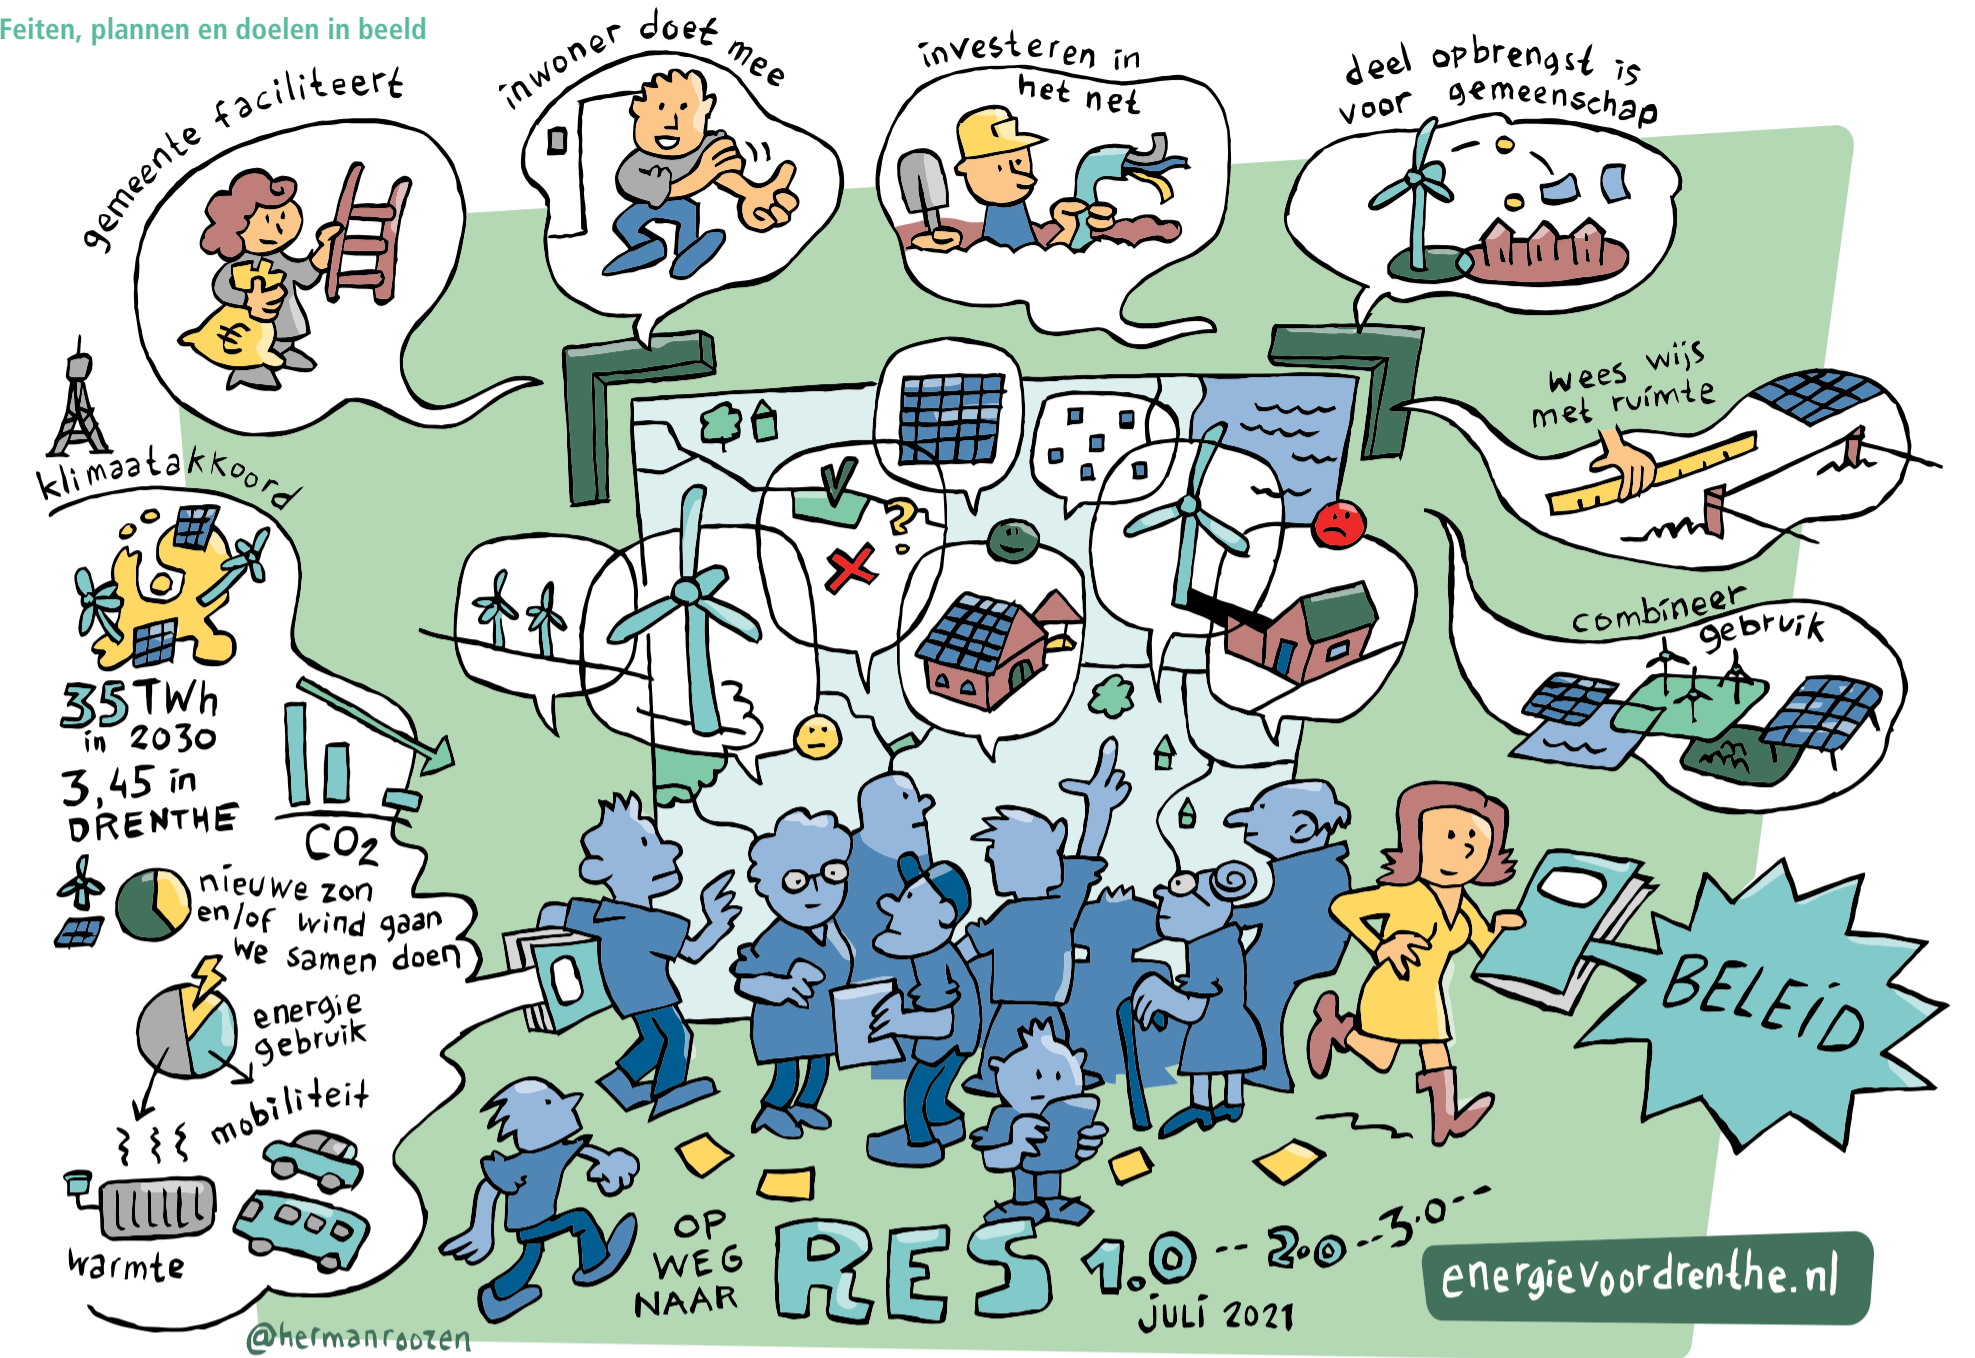 Feiten, plannen en doelen in beeld
gemeente faciliteert
inwoner doet mee
investeren in
het net
deel opbrengst is
voor gemeenschap
wees wijs
met ruimte
combineer
gebruik
klimaatakkoord
35 TWh
in 2030
3,45 in
DRENTHE
CO2
nieuwe zon
en/of wind gaan
we samen doen
energie
gebruik
mobiliteit
warmte
€
?
BELEID
OP
WEG
NAAR
RES 1.0 -- 2.0 -- 3.0 --
juli 2021
energievoordrenthe.nl
@hermanroozen